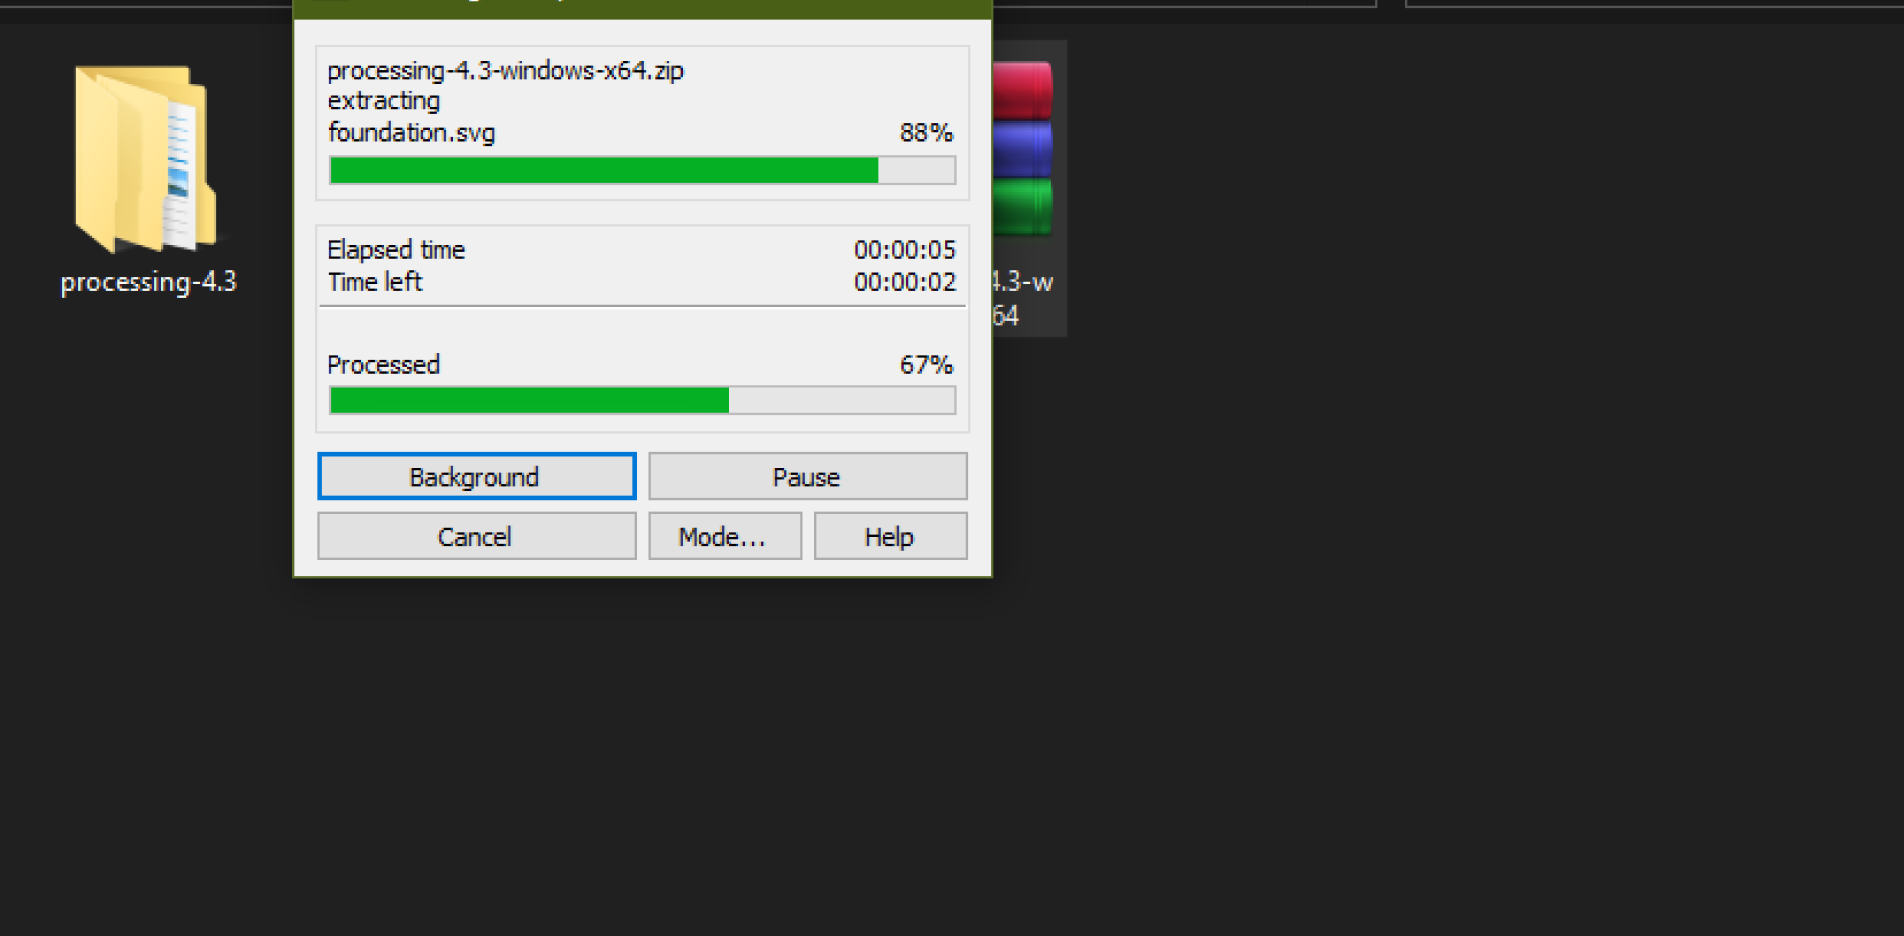 processing-4.3-windows-x64.zip
extracting
foundation.svg 88%
Elapsed time 00:00:05
Time left 00:00:02
Processed 67%
Background Pause
Cancel Mode... Help
processing-4.3
4.3-w
64